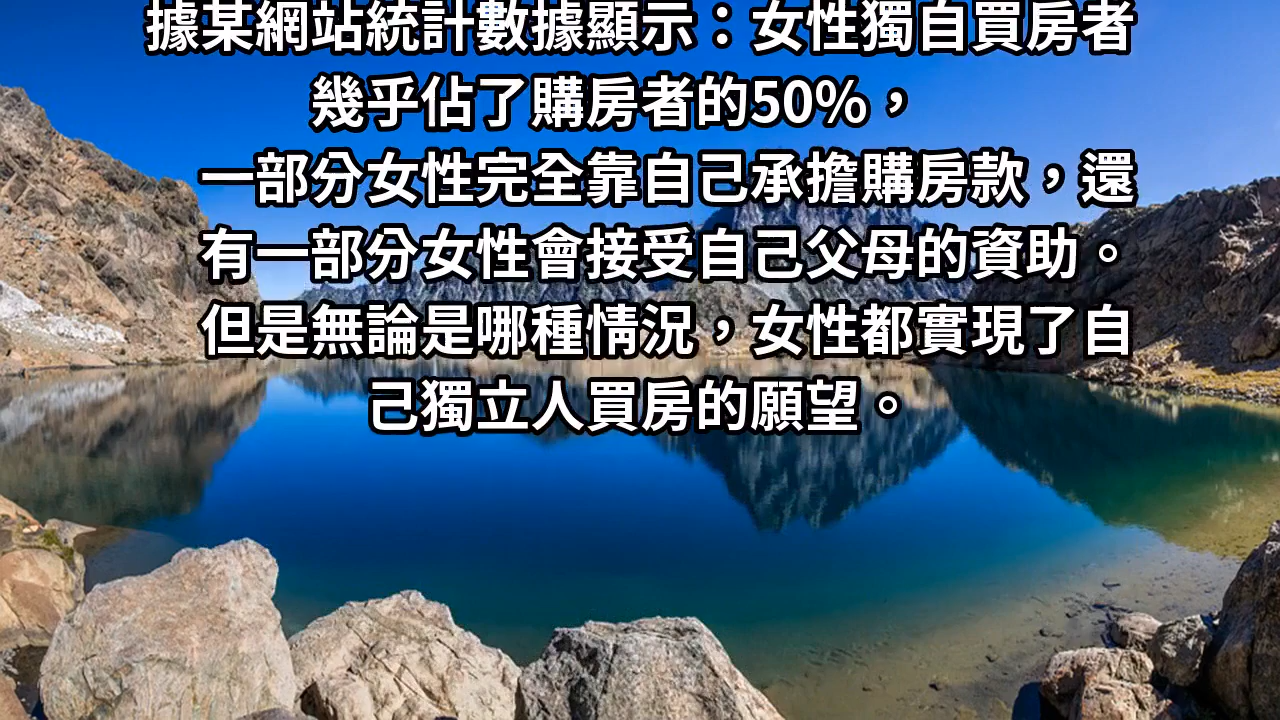 據某網站統計數據顯示：女性獨自買房者
幾乎佔了購房者的50%，
一部分女性完全靠自己承擔購房款，還
有一部分女性會接受自己父母的資助。
但是無論是哪種情況，女性都實現了自
己獨立人買房的願望。